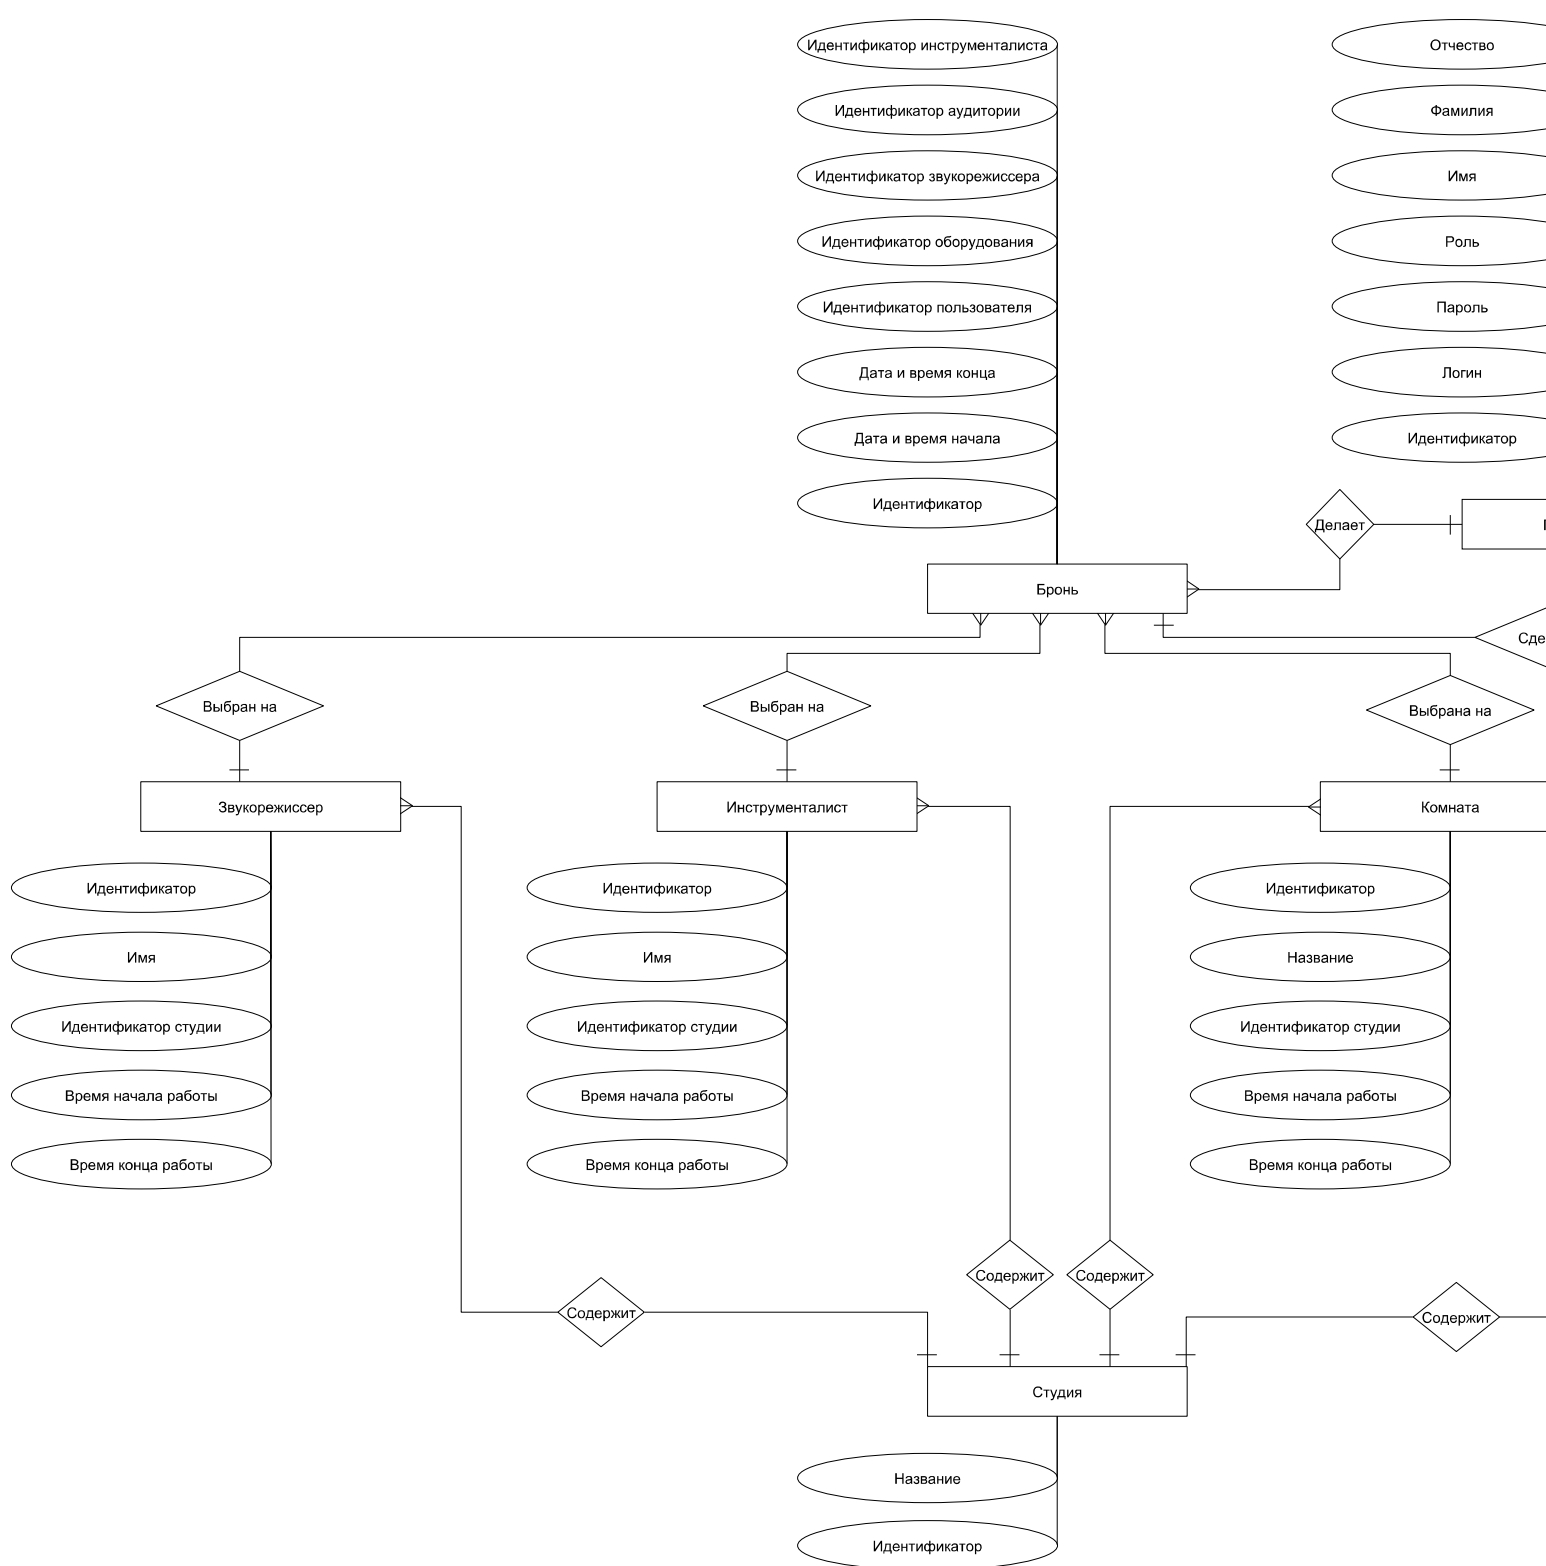 Идентификатор инструменталиста
Отчество
Идентификатор аудитории
Фамилия
Идентификатор звукорежиссера
Имя
Идентификатор оборудования
Роль
Идентификатор пользователя
Пароль
Дата и время конца
Логин
Дата и время начала
Идентификатор
Идентификатор
Делает
Бронь
Сде
Выбран на
Выбран на
Выбрана на
Звукорежиссер
Инструменталист
Комната
Идентификатор
Идентификатор
Идентификатор
Имя
Имя
Название
Идентификатор студии
Идентификатор студии
Идентификатор студии
Время начала работы
Время начала работы
Время начала работы
Время конца работы
Время конца работы
Время конца работы
Содержит
Содержит
Содержит
Содержит
Студия
Название
Идентификатор